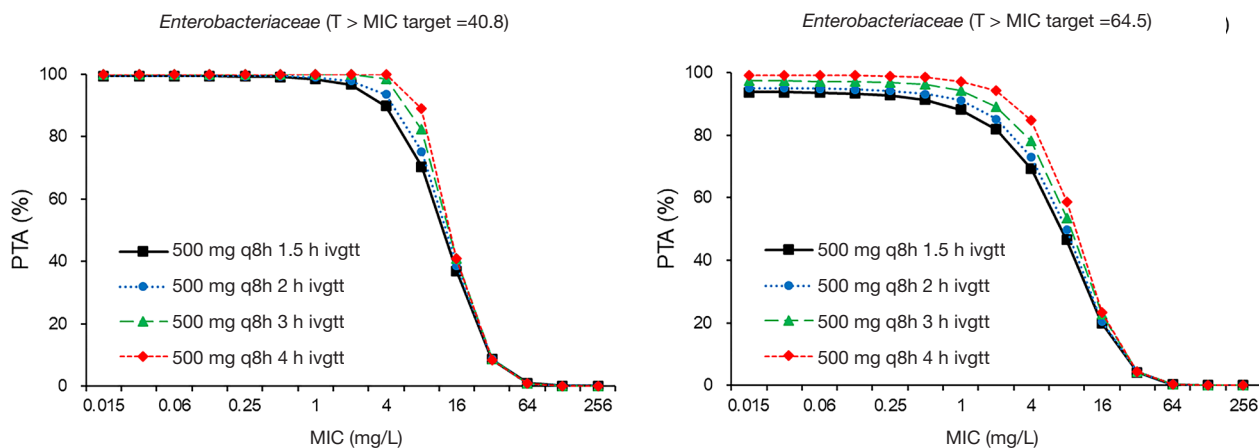 Enterobacteriaceae (T > MIC target =40.8)
100
80
60
40
20
0
PTA (%)
500 mg q8h 1.5 h ivgtt
500 mg q8h 2 h ivgtt
500 mg q8h 3 h ivgtt
500 mg q8h 4 h ivgtt
0.015 0.06 0.25 1 4 16 64 256
MIC (mg/L)
Enterobacteriaceae (T > MIC target =64.5)
)
100
80
60
40
20
0
PTA (%)
500 mg q8h 1.5 h ivgtt
500 mg q8h 2 h ivgtt
500 mg q8h 3 h ivgtt
500 mg q8h 4 h ivgtt
0.015 0.06 0.25 1 4 16 64 256
MIC (mg/L)